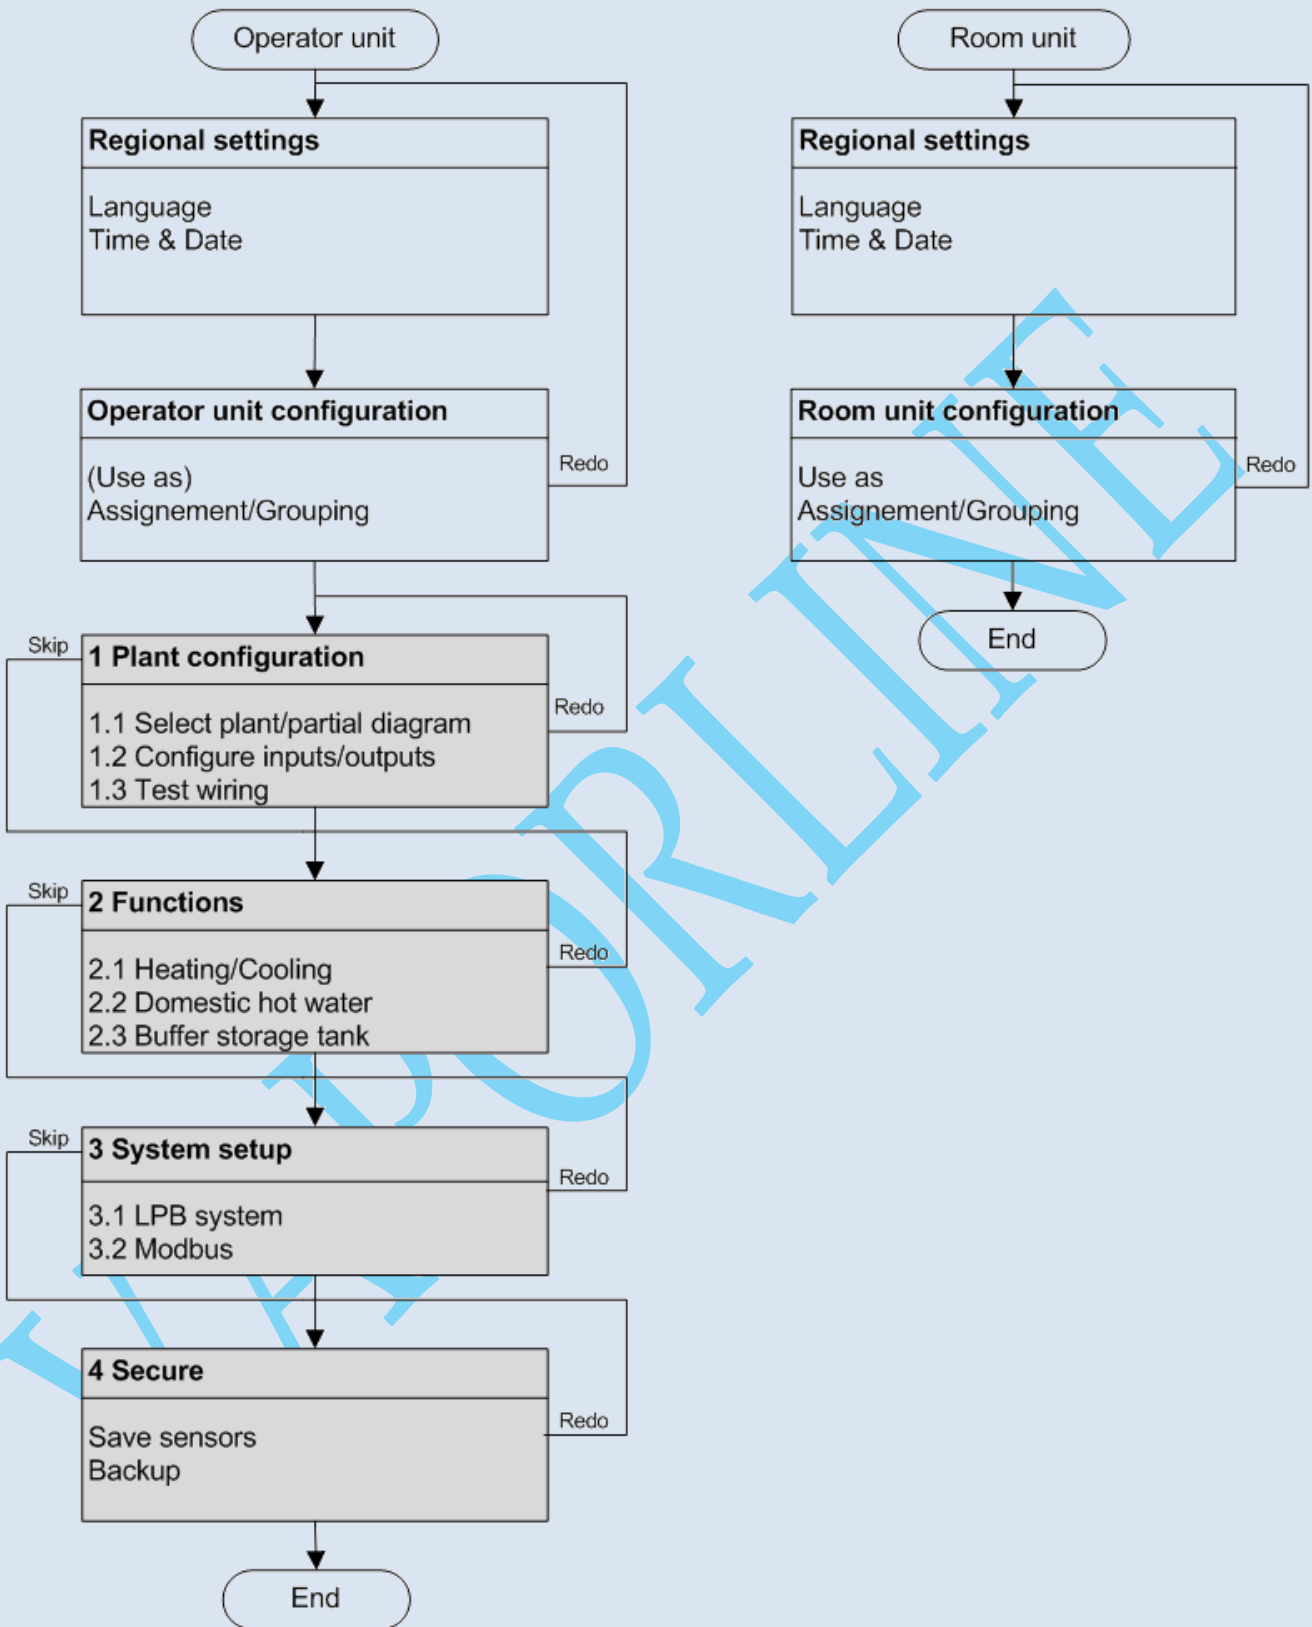 Operator unit
Regional settings
Language
Time & Date
Operator unit configuration
(Use as)
Assignement/Grouping
Redo
Skip
1 Plant configuration
1.1 Select plant/partial diagram
1.2 Configure inputs/outputs
1.3 Test wiring
Redo
Skip
2 Functions
2.1 Heating/Cooling
2.2 Domestic hot water
2.3 Buffer storage tank
Redo
Skip
3 System setup
3.1 LPB system
3.2 Modbus
Redo
4 Secure
Save sensors
Backup
Redo
End
Room unit
Regional settings
Language
Time & Date
Room unit configuration
Use as
Assignement/Grouping
Redo
End
VAPORLINE